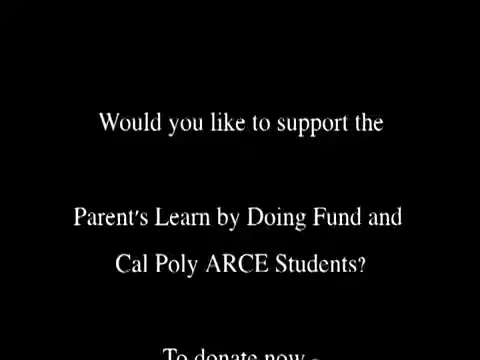 Would you like to support the
Parent's Learn by Doing Fund and
Cal Poly ARCE Students?
To donate now -